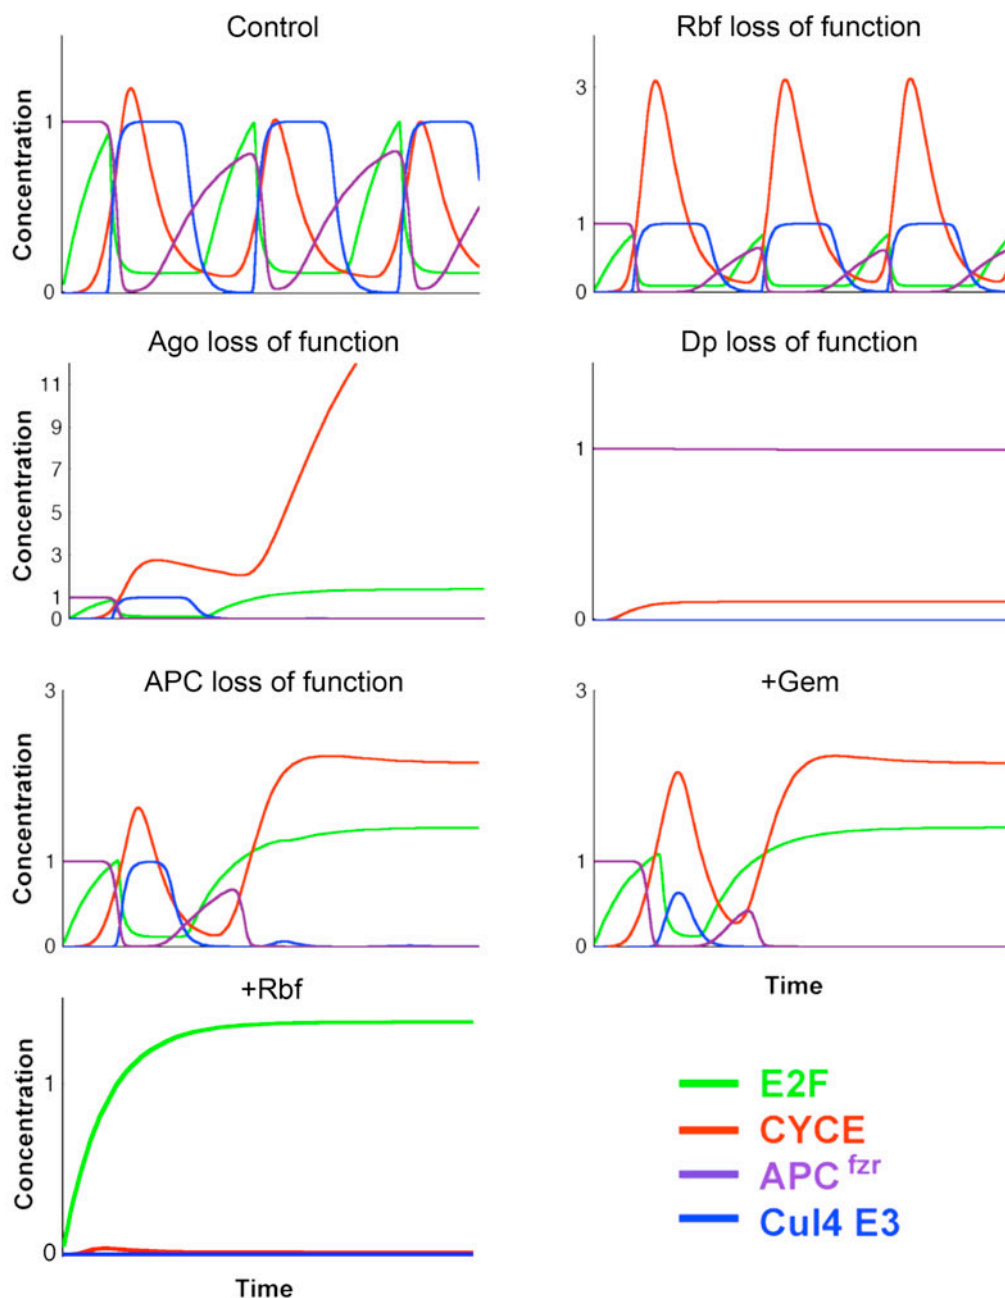 Control
Concentration
1
0
Rbf loss of function
3
1
0
Ago loss of function
Concentration
11
9
7
5
3
1
0
Dp loss of function
1
0
APC loss of function
Concentration
3
1
0
+Gem
3
1
0
Time
+Rbf
Concentration
1
0
Time
E2F
CYCE
APC fzr
Cul4 E3